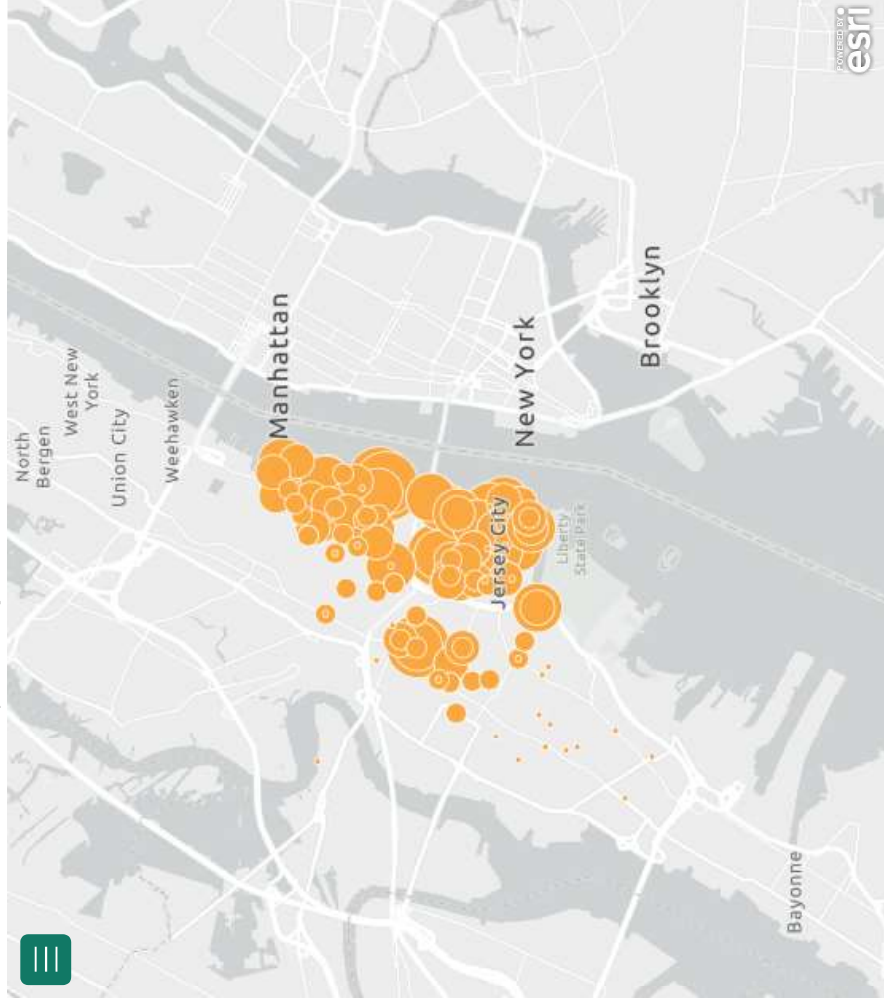 North
Bergen
West New
York
Union City
Weehawken
Manhattan
New York
Brooklyn
Jersey City
Liberty
State Park
Bayonne
POWERED BY
esri